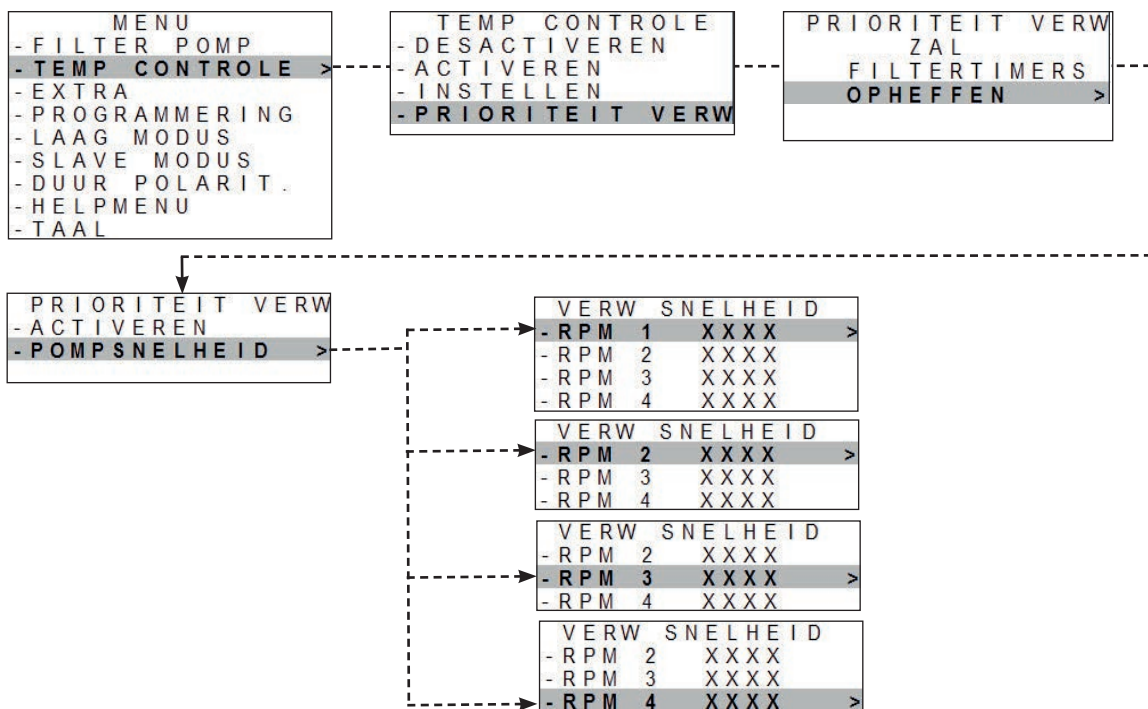 MENU
-FILTER POMP
-TEMP CONTROLE >
-EXTRA
-PROGRAMMERING
-LAAG MODUS
-SLAVE MODUS
-DUUR POLARIT.
-HELPMENU
-TAAL
TEMP CONTROLE
-DESACTIVEREN
-ACTIVEREN
-INSTELLEN
-PRIORITEIT VERW
PRIORITEIT VERW
ZAL
FILTERTIMERS
OPHEFFEN >
PRIORITEIT VERW
-ACTIVEREN
-POMPSNELHEID >
VERW SNELHEID
-RPM 1 XXXX >
-RPM 2 XXXX
-RPM 3 XXXX
-RPM 4 XXXX
VERW SNELHEID
-RPM 2 XXXX >
-RPM 3 XXXX
-RPM 4 XXXX
VERW SNELHEID
-RPM 2 XXXX
-RPM 3 XXXX >
-RPM 4 XXXX
VERW SNELHEID
-RPM 2 XXXX
-RPM 3 XXXX
-RPM 4 XXXX >